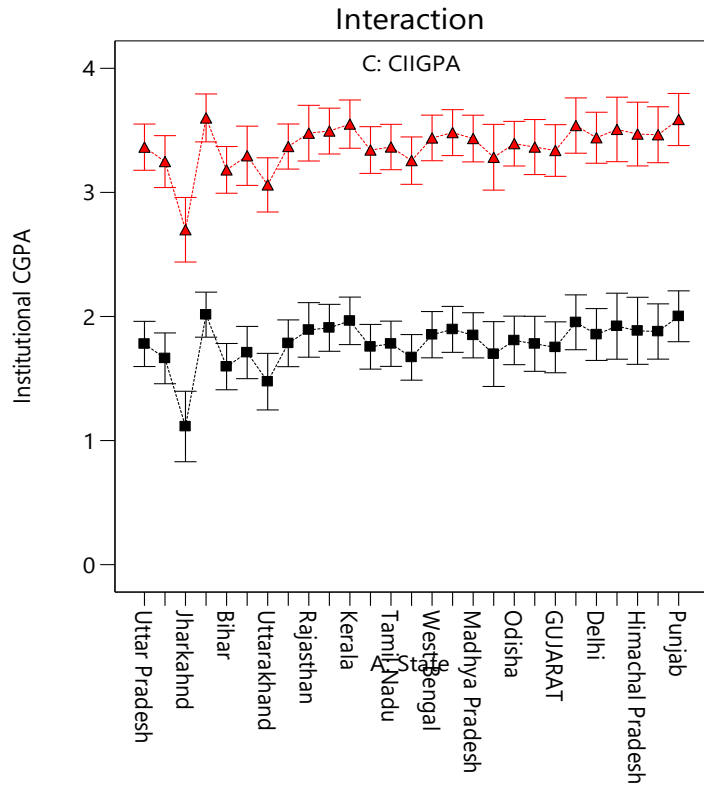 Interaction
C: CIIGPA
Institutional CGPA
4
3
2
1
0
Uttar Pradesh
Jharkahnd
Bihar
Uttarakhand
Rajasthan
Kerala
Tamil Nadu
West Bengal
Madhya Pradesh
Odisha
GUJARAT
Delhi
Himachal Pradesh
Punjab
A: State